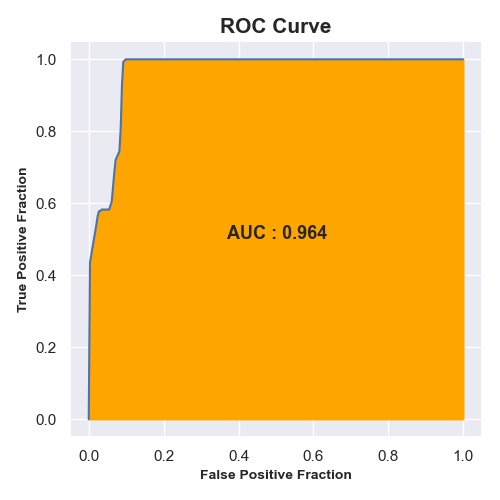 ROC Curve
1.0
0.8
0.6
0.4
0.2
0.0
True Positive Fraction
AUC : 0.964
0.0 0.2 0.4 0.6 0.8 1.0
False Positive Fraction